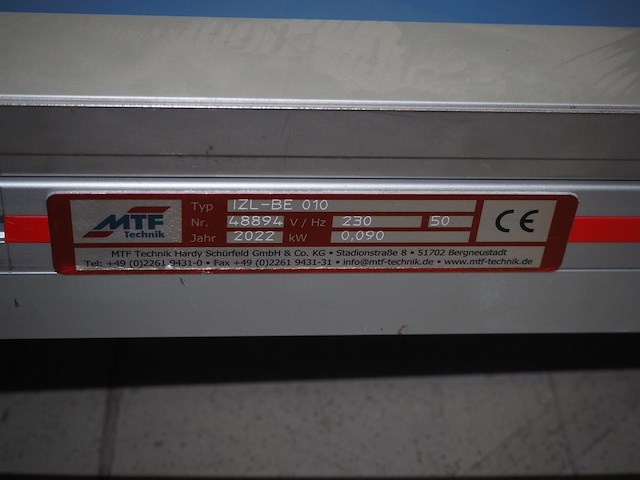 MTF
Technik
Typ IZL-BE 010
Nr. 48894 V / Hz 230 50
Jahr 2022 kW 0,090
CE
MTF Technik Hardy Schürfeld GmbH & Co. KG • Stadionstraße 8 • 51702 Bergneustadt
Tel: +49 (0)2261 9431-0 • Fax +49 (0)2261 9431-31 • info@mtf-technik.de • www.mtf-technik.de